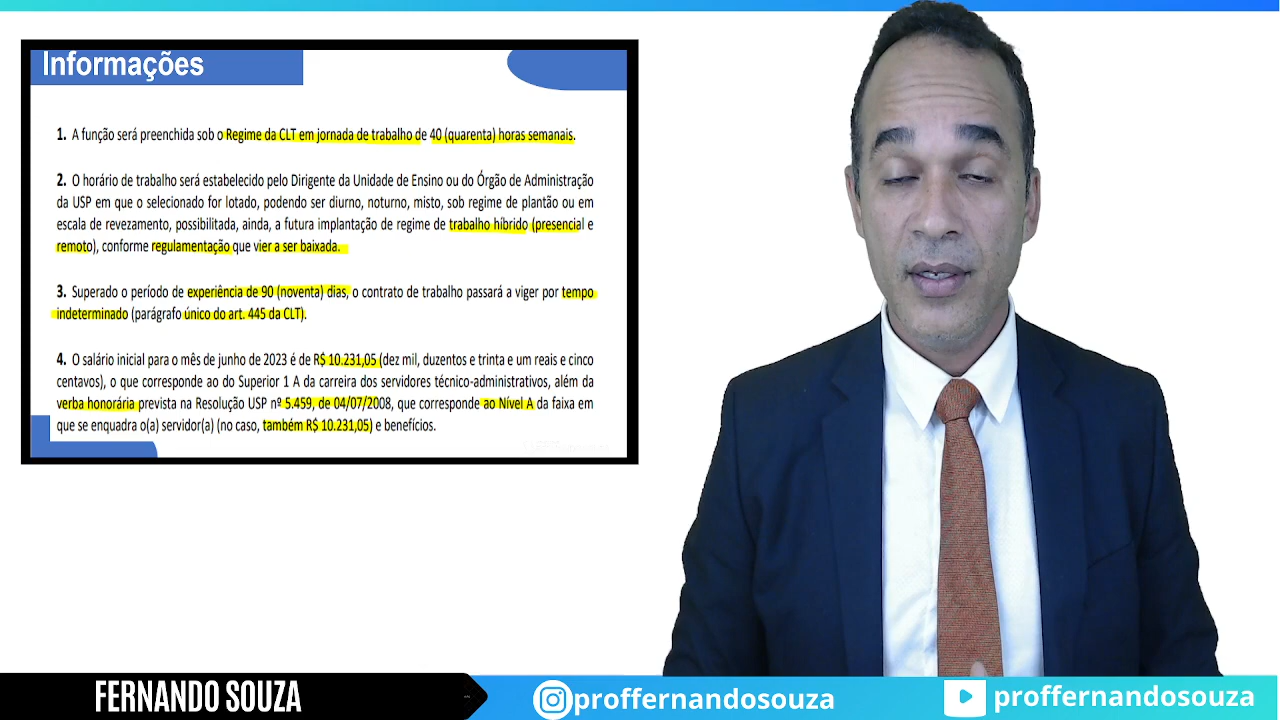 Informações
1. A função será preenchida sob o Regime da CLT em jornada de trabalho de 40 (quarenta) horas semanais.
2. O horário de trabalho será estabelecido pelo Dirigente da Unidade de Ensino ou do Órgão de Administração
da USP em que o selecionado for lotado, podendo ser diurno, noturno, misto, sob regime de plantão ou em
escala de revezamento, possibilitada, ainda, a futura implantação de regime de trabalho híbrido (presencial e
remoto), conforme regulamentação que vier a ser baixada.
3. Superado o período de experiência de 90 (noventa) dias, o contrato de trabalho passará a viger por tempo
indeterminado (parágrafo único do art. 445 da CLT).
4. O salário inicial para o mês de junho de 2023 é de R$ 10.231,05 (dez mil, duzentos e trinta e um reais e cinco
centavos), o que corresponde ao do Superior 1 A da carreira dos servidores técnico-administrativos, além da
verba honorária prevista na Resolução USP nº 5.459, de 04/07/2008, que corresponde ao Nível A da faixa em
que se enquadra o(a) servidor(a) (no caso, também R$ 10.231,05) e benefícios.
FERNANDO SOUZA
proffernandosouza
proffernandosouza